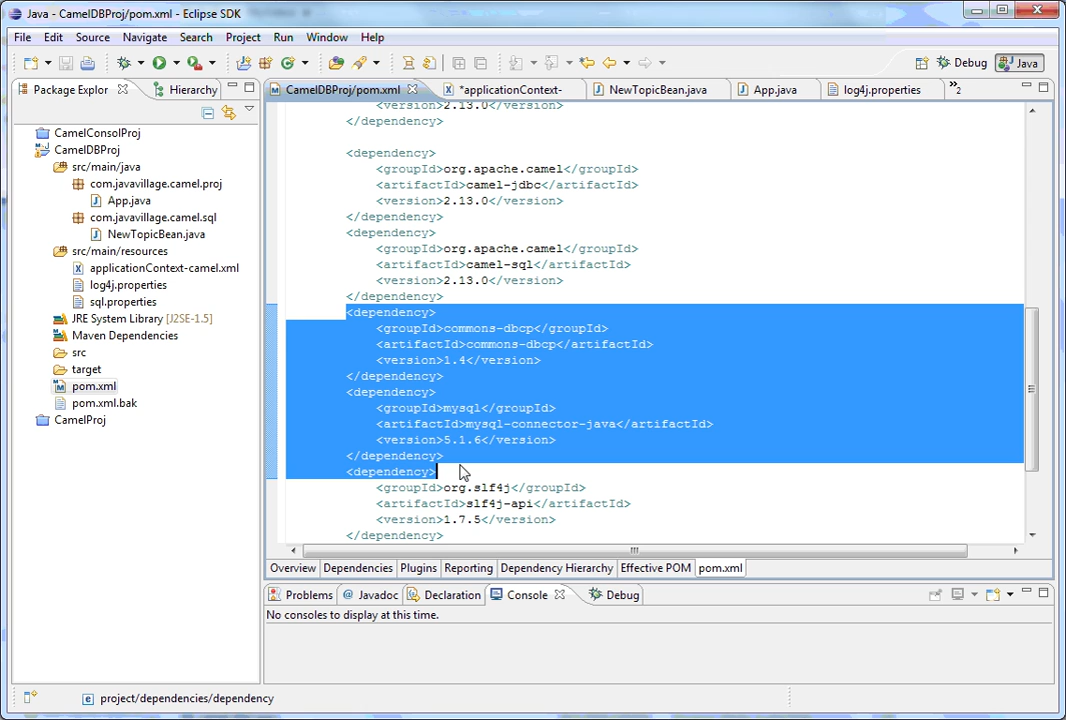 Java - CamelDBProj/pom.xml - Eclipse SDK
File Edit Source Navigate Search Project Run Window Help
Debug Java
Package Explor Hierarchy
CamelDBProj/pom.xml *applicationContext- NewTopicBean.java App.java log4j.properties »2
CamelConsolProj
CamelDBProj
src/main/java
com.javavillage.camel.proj
App.java
com.javavillage.camel.sql
NewTopicBean.java
src/main/resources
applicationContext-camel.xml
log4j.properties
sql.properties
JRE System Library [J2SE-1.5]
Maven Dependencies
src
target
pom.xml
pom.xml.bak
CamelProj
<version>2.13.0</version>
</dependency>
<dependency>
<groupId>org.apache.camel</groupId>
<artifactId>camel-jdbc</artifactId>
<version>2.13.0</version>
</dependency>
<dependency>
<groupId>org.apache.camel</groupId>
<artifactId>camel-sql</artifactId>
<version>2.13.0</version>
</dependency>
<dependency>
<groupId>commons-dbcp</groupId>
<artifactId>commons-dbcp</artifactId>
<version>1.4</version>
</dependency>
<dependency>
<groupId>mysql</groupId>
<artifactId>mysql-connector-java</artifactId>
<version>5.1.6</version>
</dependency>
<dependency>
<groupId>org.slf4j</groupId>
<artifactId>slf4j-api</artifactId>
<version>1.7.5</version>
</dependency>
Overview Dependencies Plugins Reporting Dependency Hierarchy Effective POM pom.xml
Problems @ Javadoc Declaration Console Debug
No consoles to display at this time.
project/dependencies/dependency